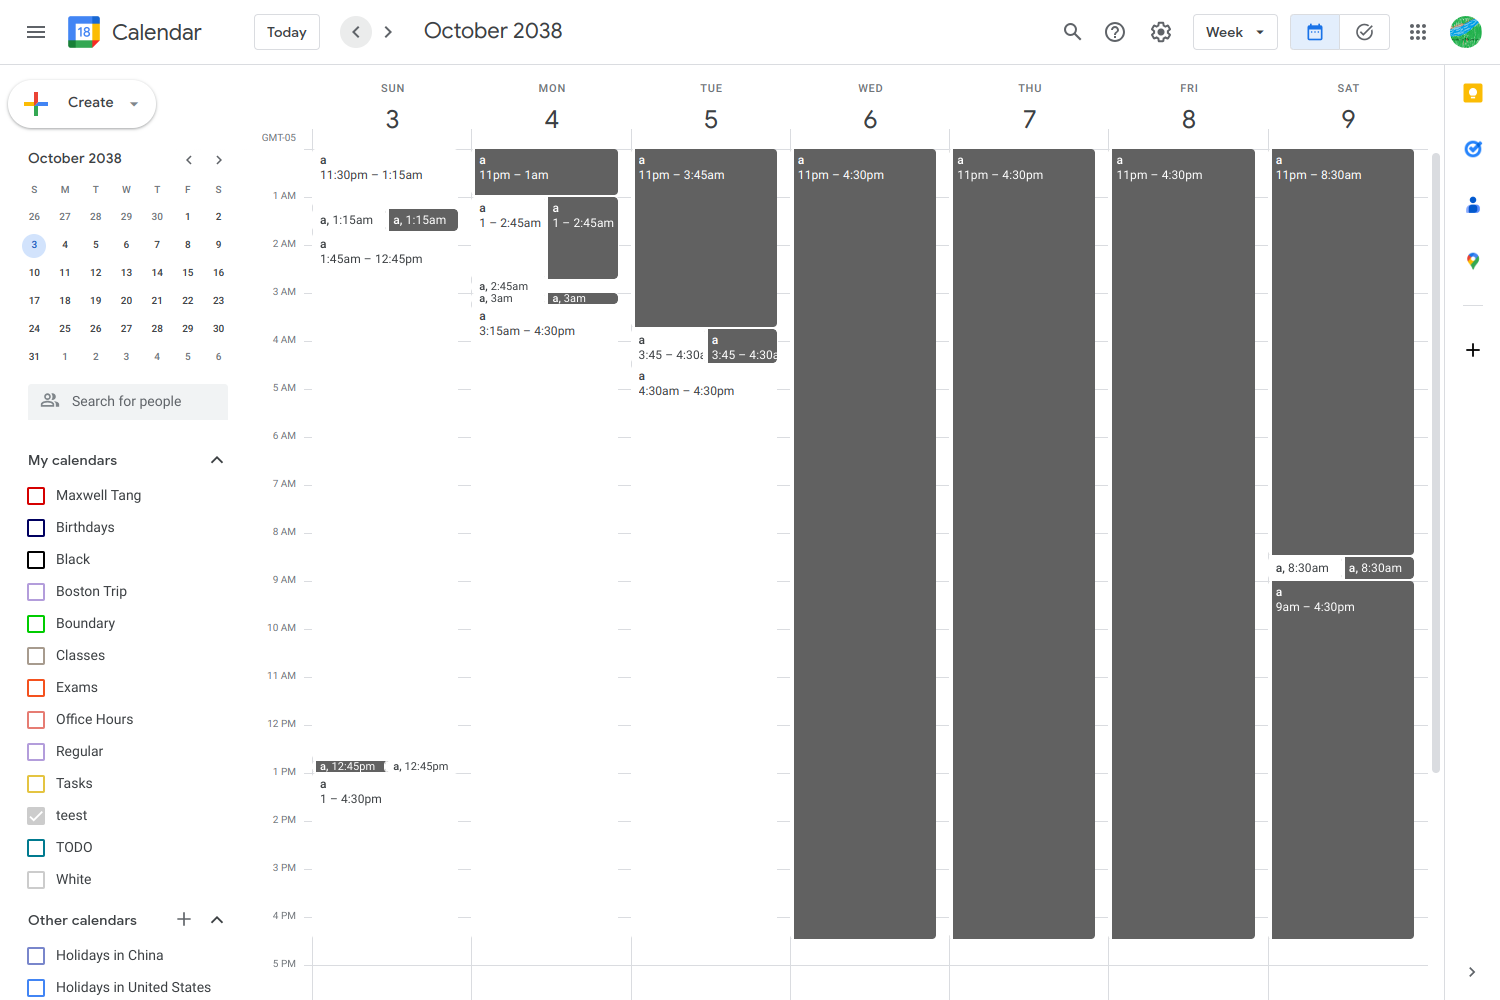 18 Calendar Today October 2038 Week
Create
SUN MON TUE WED THU FRI SAT
3 4 5 6 7 8 9
GMT-05
October 2038
S M T W T F S
26 27 28 29 30 1 2
3 4 5 6 7 8 9
10 11 12 13 14 15 16
17 18 19 20 21 22 23
24 25 26 27 28 29 30
31 1 2 3 4 5 6
Search for people
My calendars
Maxwell Tang
Birthdays
Black
Boston Trip
Boundary
Classes
Exams
Office Hours
Regular
Tasks
teest
TODO
White
Other calendars
Holidays in China
Holidays in United States
1 AM
2 AM
3 AM
4 AM
5 AM
6 AM
7 AM
8 AM
9 AM
10 AM
11 AM
12 PM
1 PM
2 PM
3 PM
4 PM
5 PM
a
11:30pm – 1:15am
a, 1:15am
a, 1:15am
a
1:45am – 12:45pm
a, 12:45pm
a, 12:45pm
a
1 – 4:30pm
a
11pm – 1am
a
1 – 2:45am
a
1 – 2:45am
a, 2:45am
a, 3am
a, 3am
a
3:15am – 4:30pm
a
11pm – 3:45am
a
3:45 – 4:30a
a
3:45 – 4:30a
a
4:30am – 4:30pm
a
11pm – 4:30pm
a
11pm – 4:30pm
a
11pm – 4:30pm
a
11pm – 8:30am
a, 8:30am
a, 8:30am
a
9am – 4:30pm